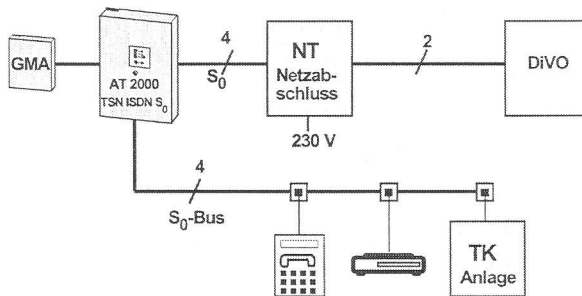 GMA
AT 2000
TSN ISDN S0
4
S0
NT
Netzab-
schluss
230 V
2
DiVO
4
S0-Bus
TK
Anlage